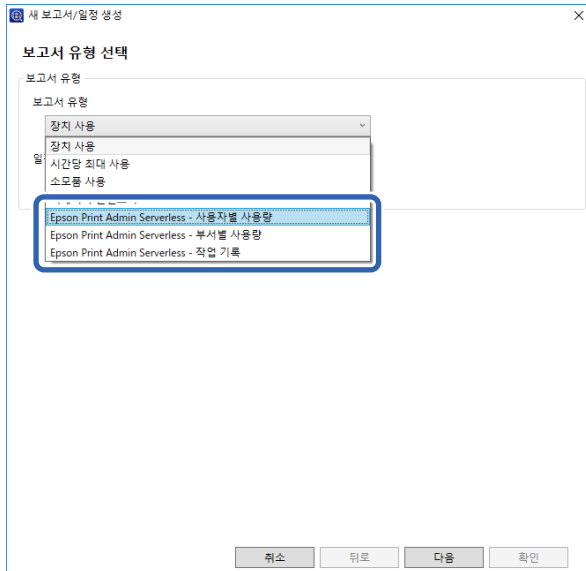 새 보고서/일정 생성
보고서 유형 선택
보고서 유형
보고서 유형
장치 사용
장치 사용
일
시간당 최대 사용
소모품 사용
Epson Print Admin Serverless - 사용자별 사용량
Epson Print Admin Serverless - 부서별 사용량
Epson Print Admin Serverless - 작업 기록
취소 뒤로 다음 확인